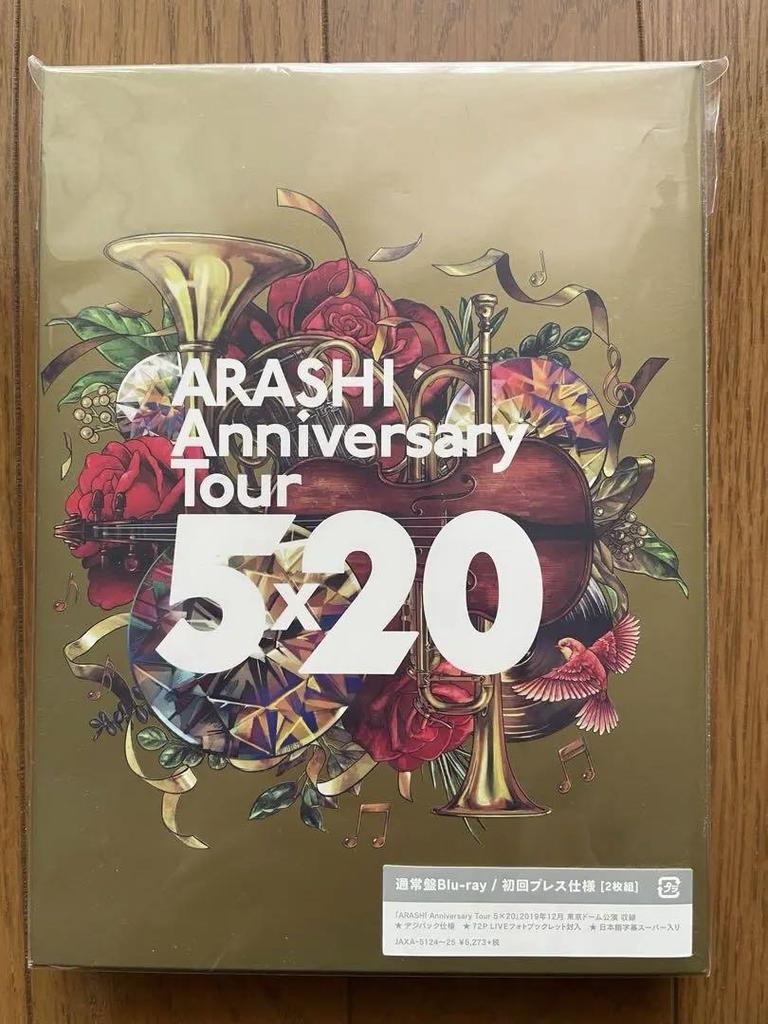 ARASHI
Anniversary
Tour
5×20
通常盤Blu-ray / 初回プレス仕様 [2枚組]
「ARASHI Anniversary Tour 5×20」2019年12月 東京ドーム公演 収録
★ デジパック仕様 ★ 72P LIVEフォトブックレット封入 ★ 日本語字幕スーパー入り
JAXA-5124〜25 ¥5,273+税